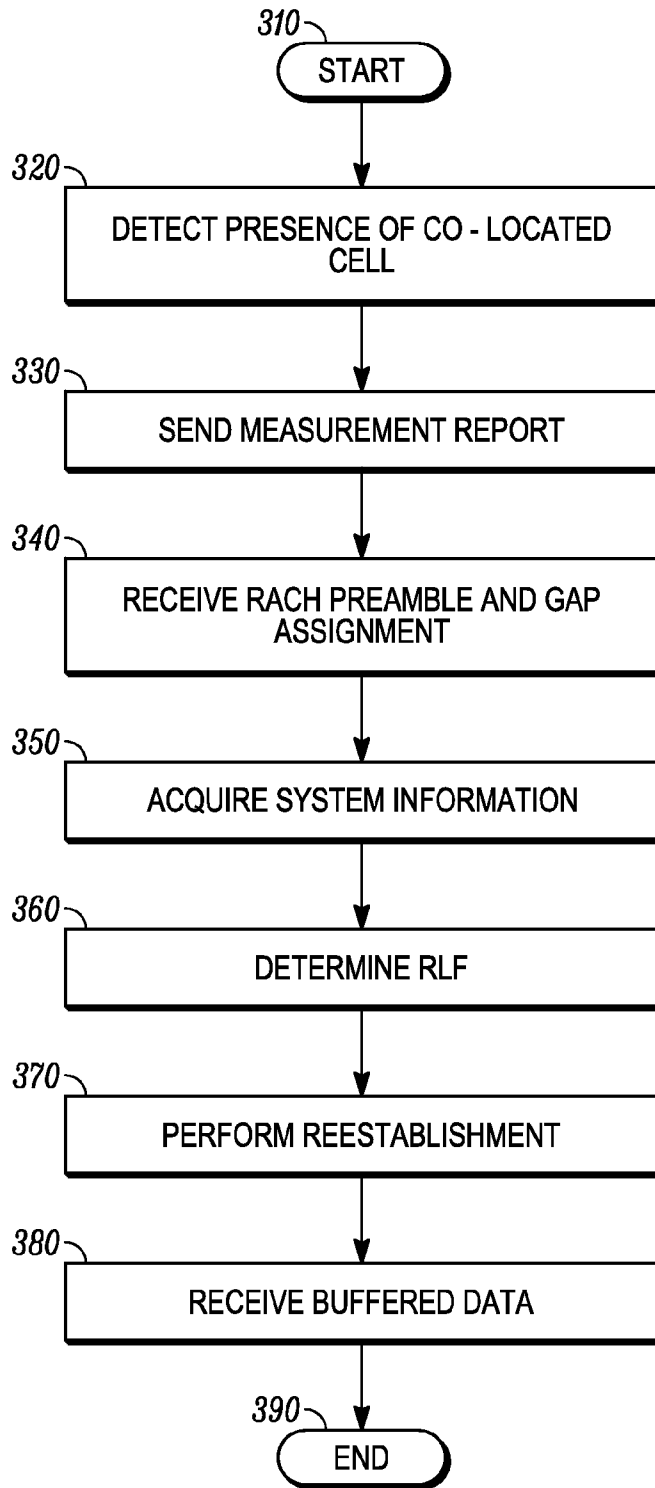 310
START
320
DETECT PRESENCE OF CO - LOCATED
CELL
330
SEND MEASUREMENT REPORT
340
RECEIVE RACH PREAMBLE AND GAP
ASSIGNMENT
350
ACQUIRE SYSTEM INFORMATION
360
DETERMINE RLF
370
PERFORM REESTABLISHMENT
380
RECEIVE BUFFERED DATA
390
END